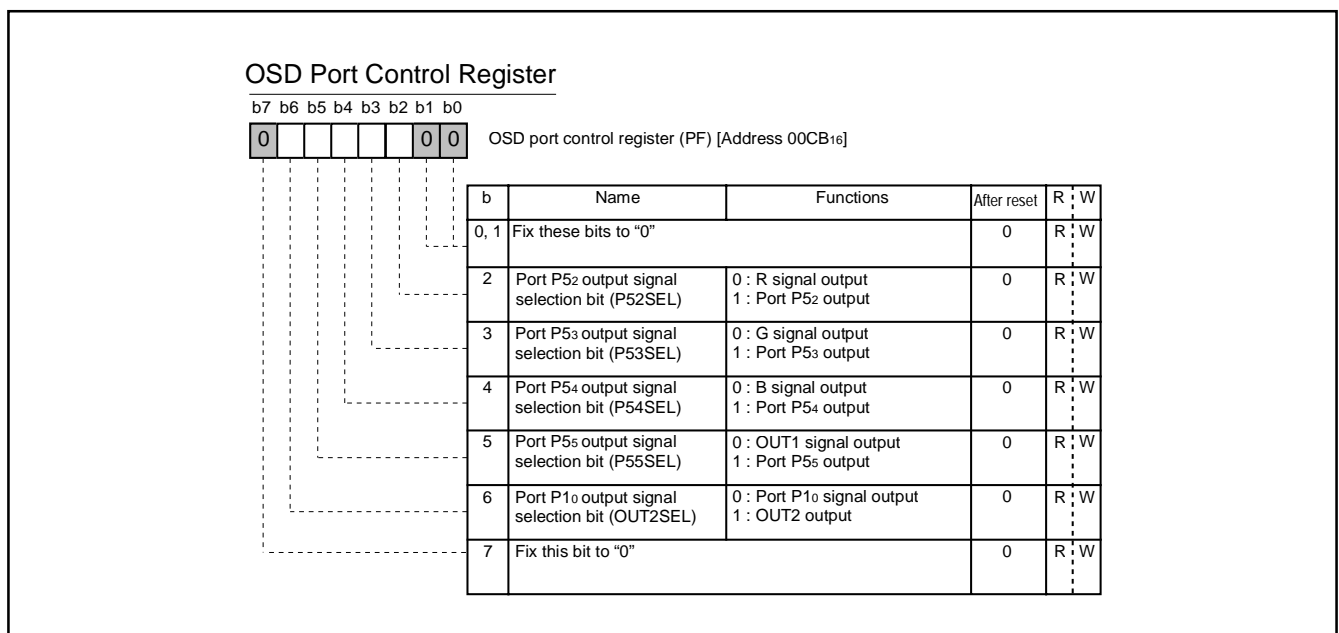 OSD Port Control Register
b7 b6 b5 b4 b3 b2 b1 b0
0 0 0 OSD port control register (PF) [Address 00CB16]
b Name Functions After reset R W
0, 1 Fix these bits to “0” 0 R W
2 Port P52 output signal selection bit (P52SEL) 0 : R signal output 1 : Port P52 output 0 R W
3 Port P53 output signal selection bit (P53SEL) 0 : G signal output 1 : Port P53 output 0 R W
4 Port P54 output signal selection bit (P54SEL) 0 : B signal output 1 : Port P54 output 0 R W
5 Port P55 output signal selection bit (P55SEL) 0 : OUT1 signal output 1 : Port P55 output 0 R W
6 Port P10 output signal selection bit (OUT2SEL) 0 : Port P10 signal output 1 : OUT2 output 0 R W
7 Fix this bit to “0” 0 R W